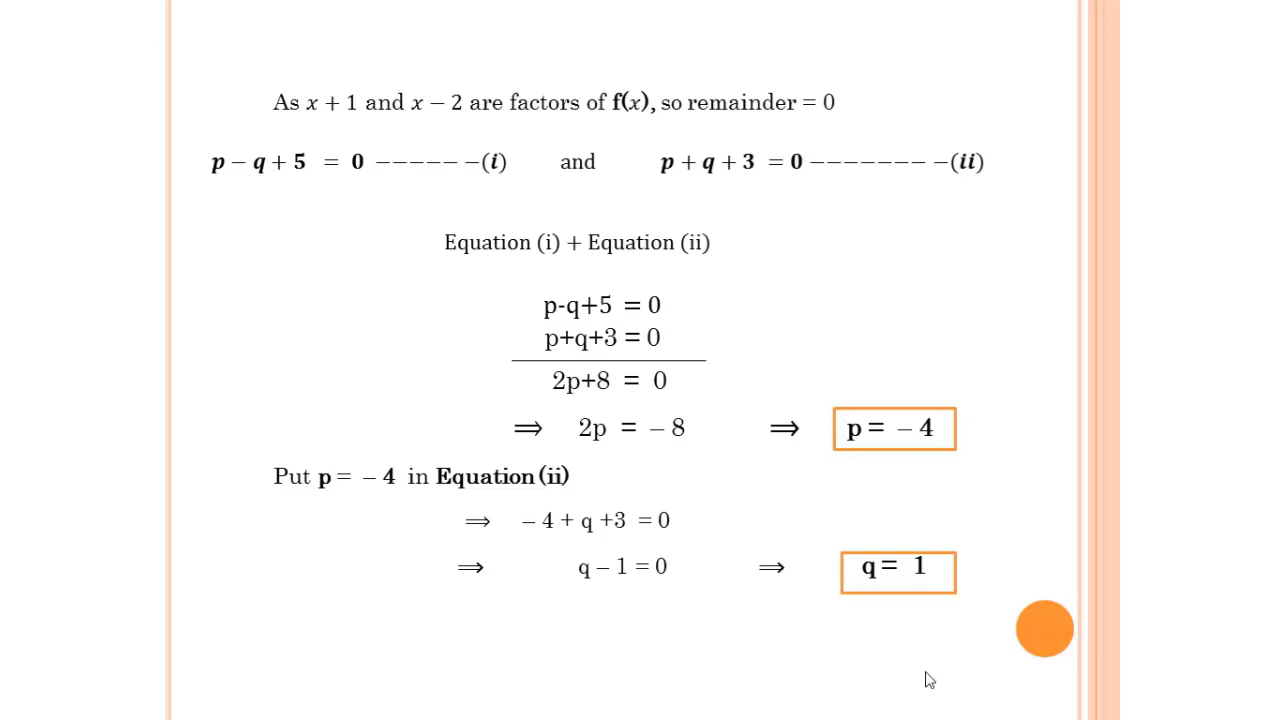 As x + 1 and x − 2 are factors of f(x), so remainder = 0
p − q + 5 = 0 −−−−−− −(i) and p + q + 3 = 0 −−−−−−− −(ii)
Equation (i) + Equation (ii)
p-q+5 = 0
p+q+3 = 0
2p+8 = 0
⟹ 2p = − 8 ⟹ p = − 4
Put p = − 4 in Equation (ii)
⟹ − 4 + q +3 = 0
⟹ q − 1 = 0 ⟹ q = 1